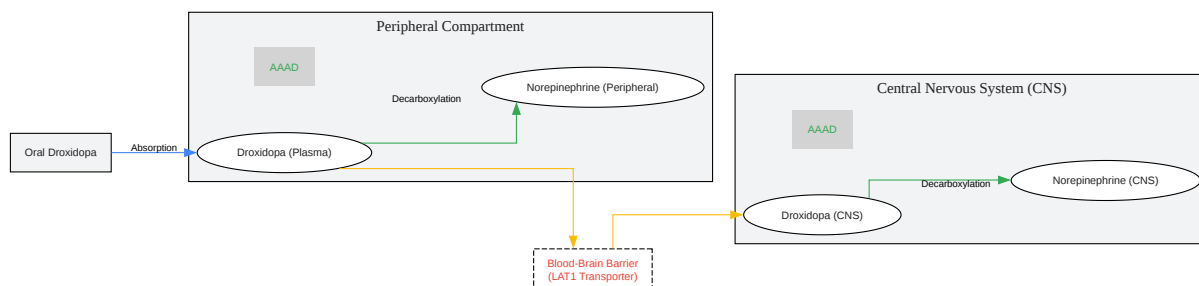 Peripheral Compartment
AAAD
Norepinephrine (Peripheral)
Decarboxylation
Oral Droxidopa
Absorption
Droxidopa (Plasma)
Central Nervous System (CNS)
AAAD
Norepinephrine (CNS)
Decarboxylation
Droxidopa (CNS)
Blood-Brain Barrier
(LAT1 Transporter)